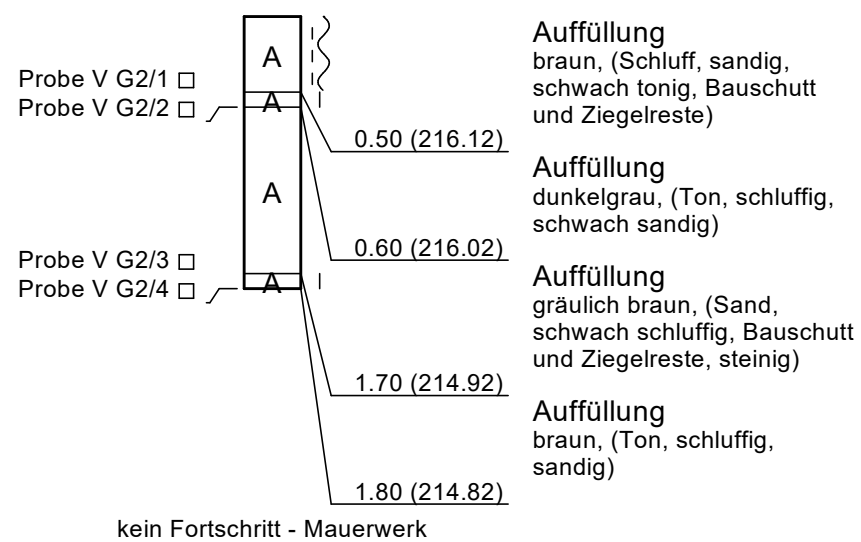 A
Probe V G2/1
Probe V G2/2
A
A
Probe V G2/3
Probe V G2/4
A
Auffüllung
braun, (Schluff, sandig,
schwach tonig, Bauschutt
und Ziegelreste)
0.50 (216.12)
Auffüllung
dunkelgrau, (Ton, schluffig,
schwach sandig)
0.60 (216.02)
Auffüllung
gräulich braun, (Sand,
schwach schluffig, Bauschutt
und Ziegelreste, steinig)
1.70 (214.92)
Auffüllung
braun, (Ton, schluffig,
sandig)
1.80 (214.82)
kein Fortschritt - Mauerwerk